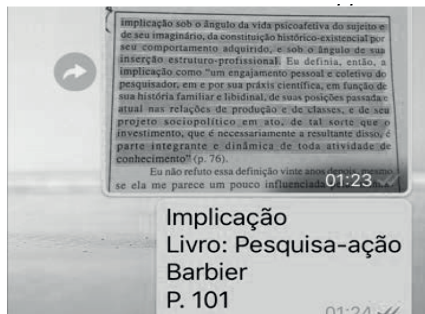 implicação sob o ângulo da vida psicoafetiva do sujeito e
de seu imaginário, da constituição histórico-existencial por
seu comportamento adquirido, e sob o ângulo de sua
inserção estruturo-profissional. Eu definia, então, a
implicação como "um engajamento pessoal e coletivo do
pesquisador, em e por sua práxis científica, em função de
sua história familiar e libidinal, de suas posições passada e
atual nas relações de produção e de classes, e de seu
projeto sociopolítico em ato, de tal sorte que o
investimento, que é necessariamente a resultante disso, é
parte integrante e dinâmica de toda atividade de
conhecimento" (p. 76).
Eu não refuto essa definição vinte anos depois, mesmo
se ela me parece um pouco influenciada
01:23
Implicação
Livro: Pesquisa-ação
Barbier
P. 101
01:24